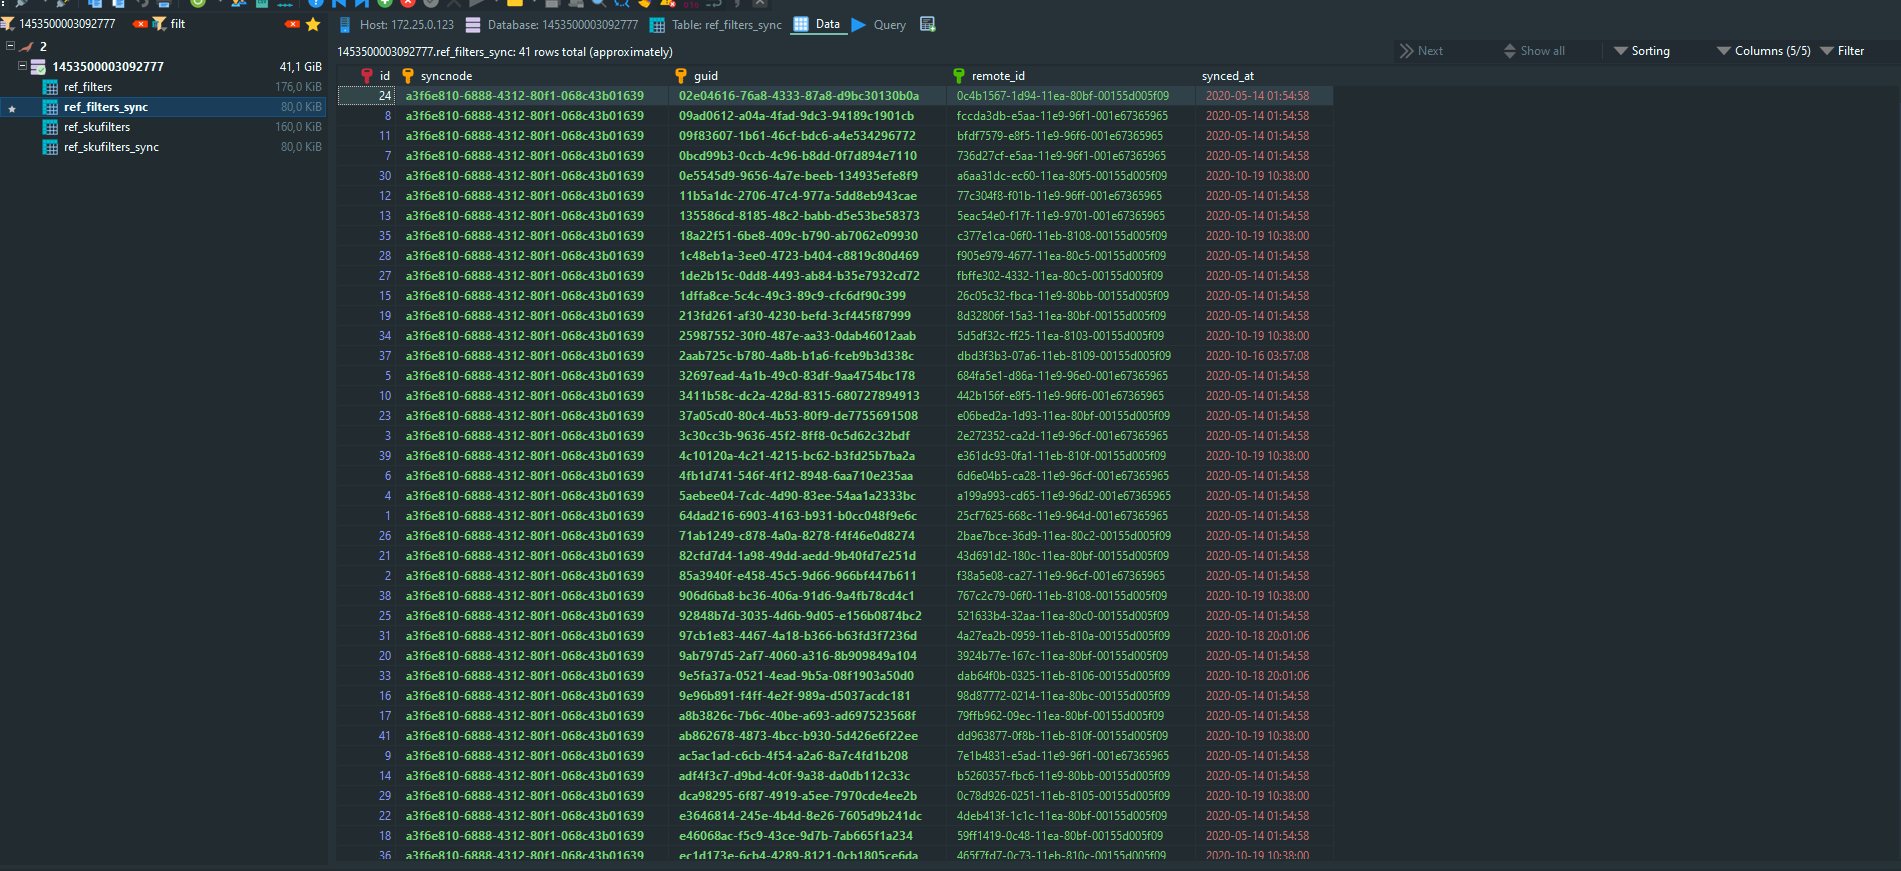 1453500003092777 filt Host: 172.25.0.123 Database: 1453500003092777 Table: ref_filters_sync Data Query
2
1453500003092777 41,1 GiB
ref_filters 176,0 KiB
ref_filters_sync 80,0 KiB
ref_skufilters 160,0 KiB
ref_skufilters_sync 80,0 KiB
1453500003092777.ref_filters_sync: 41 rows total (approximately) Next Show all Sorting Columns (5/5) Filter
id syncnode guid remote_id synced_at
24 a3f6e810-6888-4312-80f1-068c43b01639 02e04616-76a8-4333-87a8-d9bc30130b0a 0c4b1567-1d94-11ea-80bf-00155d005f09 2020-05-14 01:54:58
8 a3f6e810-6888-4312-80f1-068c43b01639 09ad0612-a04a-4fad-9dc3-94189c1901cb fccda3db-e5aa-11e9-96f1-001e67365965 2020-05-14 01:54:58
11 a3f6e810-6888-4312-80f1-068c43b01639 09f83607-1b61-46cf-bdc6-a4e534296772 bfdf7579-e8f5-11e9-96f6-001e67365965 2020-05-14 01:54:58
7 a3f6e810-6888-4312-80f1-068c43b01639 0bcd99b3-0ccb-4c96-b8dd-0f7d894e7110 736d27cf-e5aa-11e9-96f1-001e67365965 2020-05-14 01:54:58
30 a3f6e810-6888-4312-80f1-068c43b01639 0e5545d9-9656-4a7e-beeb-134935efe8f9 a6aa31dc-ec60-11ea-80f5-00155d005f09 2020-10-19 10:38:00
12 a3f6e810-6888-4312-80f1-068c43b01639 11b5a1dc-2706-47c4-977a-5dd8eb943cae 77c304f8-f01b-11e9-96ff-001e67365965 2020-05-14 01:54:58
13 a3f6e810-6888-4312-80f1-068c43b01639 135586cd-8185-48c2-babb-d5e53be58373 5eac54e0-f17f-11e9-9701-001e67365965 2020-05-14 01:54:58
35 a3f6e810-6888-4312-80f1-068c43b01639 18a22f51-6be8-409c-b790-ab7062e09930 c377e1ca-06f0-11eb-8108-00155d005f09 2020-10-19 10:38:00
28 a3f6e810-6888-4312-80f1-068c43b01639 1c48eb1a-3ee0-4723-b404-c8819c80d469 f905e979-4677-11ea-80c5-00155d005f09 2020-05-14 01:54:58
27 a3f6e810-6888-4312-80f1-068c43b01639 1de2b15c-0dd8-4493-ab84-b35e7932cd72 fbffe302-4332-11ea-80c5-00155d005f09 2020-05-14 01:54:58
15 a3f6e810-6888-4312-80f1-068c43b01639 1dffa8ce-5c4c-49c3-89c9-cfc6df90c399 26c05c32-fbca-11e9-80bb-00155d005f09 2020-05-14 01:54:58
19 a3f6e810-6888-4312-80f1-068c43b01639 213fd261-af30-4230-befd-3cf445f87999 8d32806f-15a3-11ea-80bf-00155d005f09 2020-05-14 01:54:58
34 a3f6e810-6888-4312-80f1-068c43b01639 25987552-30f0-487e-aa33-0dab46012aab 5d5df32c-ff25-11ea-8103-00155d005f09 2020-10-19 10:38:00
37 a3f6e810-6888-4312-80f1-068c43b01639 2aab725c-b780-4a8b-b1a6-fceb9b3d338c dbd3f3b3-07a6-11eb-8109-00155d005f09 2020-10-16 03:57:08
5 a3f6e810-6888-4312-80f1-068c43b01639 32697ead-4a1b-49c0-83df-9aa4754bc178 684fa5e1-d86a-11e9-96e0-001e67365965 2020-05-14 01:54:58
10 a3f6e810-6888-4312-80f1-068c43b01639 3411b58c-dc2a-428d-8315-680727894913 442b156f-e8f5-11e9-96f6-001e67365965 2020-05-14 01:54:58
23 a3f6e810-6888-4312-80f1-068c43b01639 37a05cd0-80c4-4b53-80f9-de7755691508 e06bed2a-1d93-11ea-80bf-00155d005f09 2020-05-14 01:54:58
3 a3f6e810-6888-4312-80f1-068c43b01639 3c30cc3b-9636-45f2-8ff8-0c5d62c32bdf 2e272352-ca2d-11e9-96cf-001e67365965 2020-05-14 01:54:58
39 a3f6e810-6888-4312-80f1-068c43b01639 4c10120a-4c21-4215-bc62-b3fd25b7ba2a e361dc93-0fa1-11eb-810f-00155d005f09 2020-10-19 10:38:00
6 a3f6e810-6888-4312-80f1-068c43b01639 4fb1d741-546f-4f12-8948-6aa710e235aa 6d6e04b5-ca28-11e9-96cf-001e67365965 2020-05-14 01:54:58
4 a3f6e810-6888-4312-80f1-068c43b01639 5aebee04-7cdc-4d90-83ee-54aa1a2333bc a199a993-cd65-11e9-96d2-001e67365965 2020-05-14 01:54:58
1 a3f6e810-6888-4312-80f1-068c43b01639 64dad216-6903-4163-b931-b0cc048f9e6c 25cf7625-668c-11e9-964d-001e67365965 2020-05-14 01:54:58
26 a3f6e810-6888-4312-80f1-068c43b01639 71ab1249-c878-4a0a-8278-f4f46e0d8274 2bae7bce-36d9-11ea-80c2-00155d005f09 2020-05-14 01:54:58
21 a3f6e810-6888-4312-80f1-068c43b01639 82cfd7d4-1a98-49dd-aedd-9b40fd7e251d 43d691d2-180c-11ea-80bf-00155d005f09 2020-05-14 01:54:58
2 a3f6e810-6888-4312-80f1-068c43b01639 85a3940f-e458-45c5-9d66-966bf447b611 f38a5e08-ca27-11e9-96cf-001e67365965 2020-05-14 01:54:58
38 a3f6e810-6888-4312-80f1-068c43b01639 906d6ba8-bc36-406a-91d6-9a4fb78cd4c1 767c2c79-06f0-11eb-8108-00155d005f09 2020-10-19 10:38:00
25 a3f6e810-6888-4312-80f1-068c43b01639 92848b7d-3035-4d6b-9d05-e156b0874bc2 521633b4-32aa-11ea-80c0-00155d005f09 2020-05-14 01:54:58
31 a3f6e810-6888-4312-80f1-068c43b01639 97cb1e83-4467-4a18-b366-b63fd3f7236d 4a27ea2b-0959-11eb-810a-00155d005f09 2020-10-18 20:01:06
20 a3f6e810-6888-4312-80f1-068c43b01639 9ab797d5-2af7-4060-a316-8b909849a104 3924b77e-167c-11ea-80bf-00155d005f09 2020-05-14 01:54:58
33 a3f6e810-6888-4312-80f1-068c43b01639 9e5fa37a-0521-4ead-9b5a-08f1903a50d0 dab64f0b-0325-11eb-8106-00155d005f09 2020-10-18 20:01:06
16 a3f6e810-6888-4312-80f1-068c43b01639 9e96b891-f4ff-4e2f-989a-d5037acdc181 98d87772-0214-11ea-80bc-00155d005f09 2020-05-14 01:54:58
17 a3f6e810-6888-4312-80f1-068c43b01639 a8b3826c-7b6c-40be-a693-ad697523568f 79ffb962-09ec-11ea-80bf-00155d005f09 2020-05-14 01:54:58
41 a3f6e810-6888-4312-80f1-068c43b01639 ab862678-4873-4bcc-b930-5d426e6f22ee dd963877-0f8b-11eb-810f-00155d005f09 2020-10-19 10:38:00
9 a3f6e810-6888-4312-80f1-068c43b01639 ac5ac1ad-c6cb-4f54-a2a6-8a7c4fd1b208 7e1b4831-e5ad-11e9-96f1-001e67365965 2020-05-14 01:54:58
14 a3f6e810-6888-4312-80f1-068c43b01639 adf4f3c7-d9bd-4c0f-9a38-da0db112c33c b5260357-fbc6-11e9-80bb-00155d005f09 2020-05-14 01:54:58
29 a3f6e810-6888-4312-80f1-068c43b01639 dca98295-6f87-4919-a5ee-7970cde4ee2b 0c78d926-0251-11eb-8105-00155d005f09 2020-10-19 10:38:00
22 a3f6e810-6888-4312-80f1-068c43b01639 e3646814-245e-4b4d-8e26-7605d9b241dc 4deb413f-1c1c-11ea-80bf-00155d005f09 2020-05-14 01:54:58
18 a3f6e810-6888-4312-80f1-068c43b01639 e46068ac-f5c9-43ce-9d7b-7ab665f1a234 59ff1419-0c48-11ea-80bf-00155d005f09 2020-05-14 01:54:58
36 a3f6e810-6888-4312-80f1-068c43b01639 ec1d173e-6cb4-4289-8121-0cb1805ce6da 465f7fd7-0c73-11eb-810c-00155d005f09 2020-10-19 10:38:00